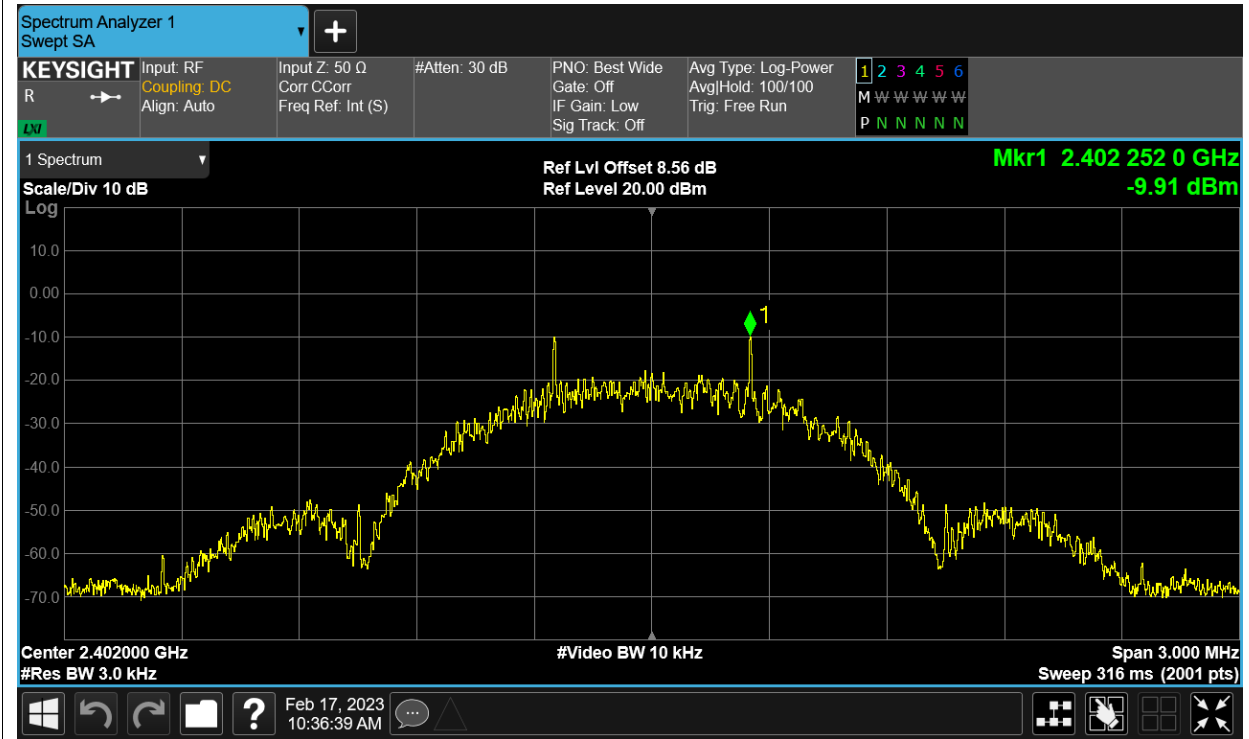 Spectrum Analyzer 1
Swept SA
+
KEYSIGHT
R
LXI
Input: RF
Coupling: DC
Align: Auto
Input Z: 50 Ω
Corr CCorr
Freq Ref: Int (S)
#Atten: 30 dB
PNO: Best Wide
Gate: Off
IF Gain: Low
Sig Track: Off
Avg Type: Log-Power
Avg|Hold: 100/100
Trig: Free Run
1 2 3 4 5 6
M W W W W W
P N N N N N
1 Spectrum
Scale/Div 10 dB
Log
Ref Lvl Offset 8.56 dB
Ref Level 20.00 dBm
Mkr1 2.402 252 0 GHz
-9.91 dBm
10.0
0.00
-10.0
-20.0
-30.0
-40.0
-50.0
-60.0
-70.0
1
Center 2.402000 GHz
#Res BW 3.0 kHz
#Video BW 10 kHz
Span 3.000 MHz
Sweep 316 ms (2001 pts)
?
Feb 17, 2023
10:36:39 AM